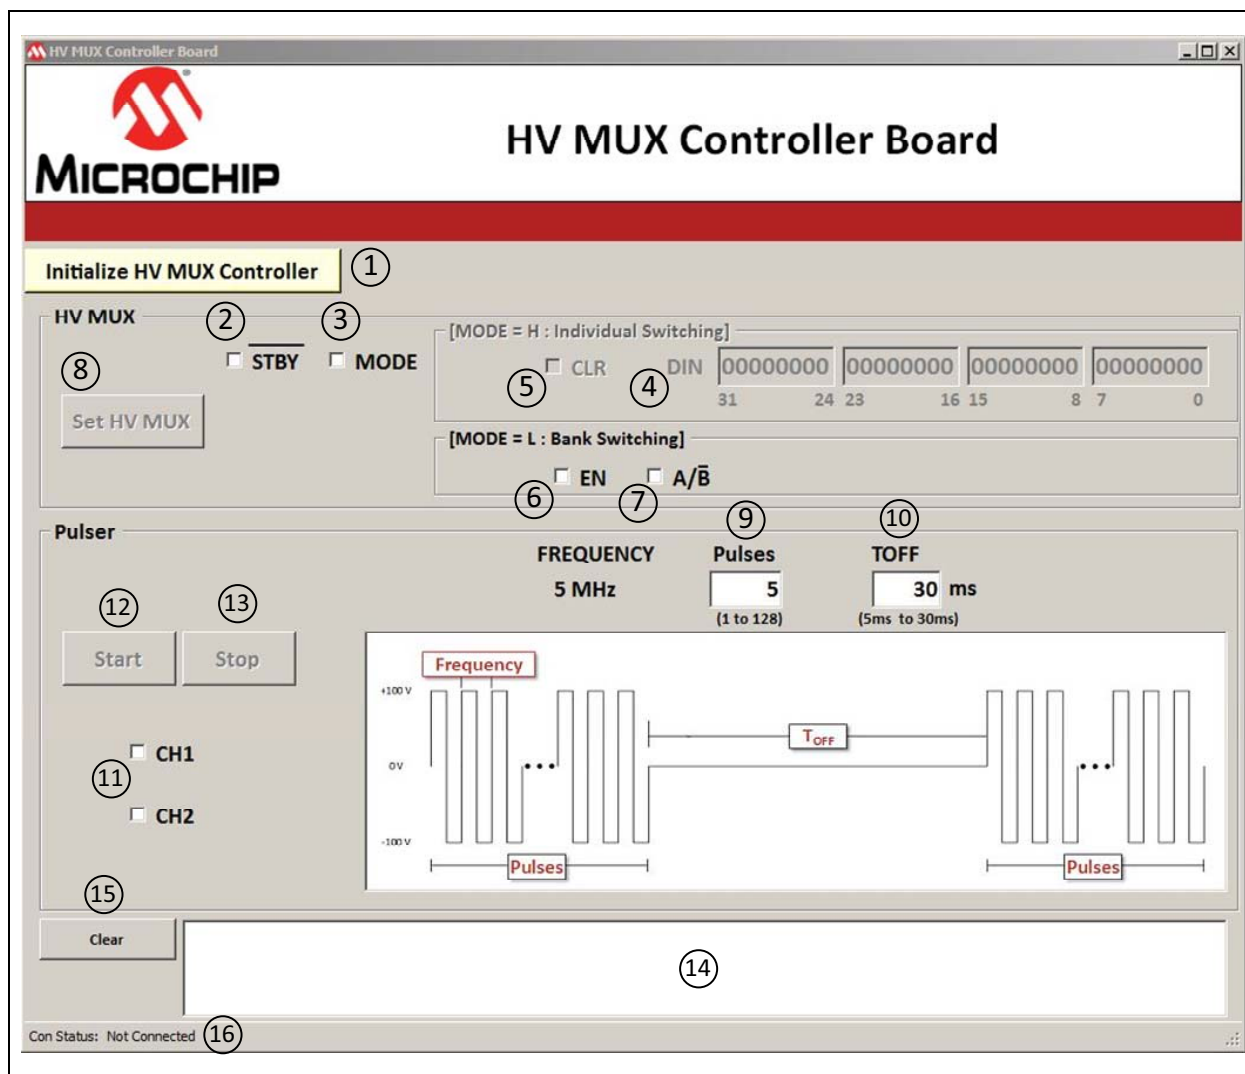 HV MUX Controller Board
MICROCHIP
HV MUX Controller Board
Initialize HV MUX Controller
1
HV MUX
2
3
STBY
MODE
[MODE = H : Individual Switching]
8
5
CLR
4
DIN
00000000 00000000 00000000 00000000
31 24 23 16 15 8 7 0
Set HV MUX
[MODE = L : Bank Switching]
6
EN
7
A/B̅
Pulser
9
10
FREQUENCY Pulses TOFF
5 MHz 5 30 ms
(1 to 128) (5ms to 30ms)
12
13
Start Stop
Frequency
+100 V
TOFF
0 V
-100 V
Pulses Pulses
11
CH1
CH2
15
Clear
14
Con Status: Not Connected
16